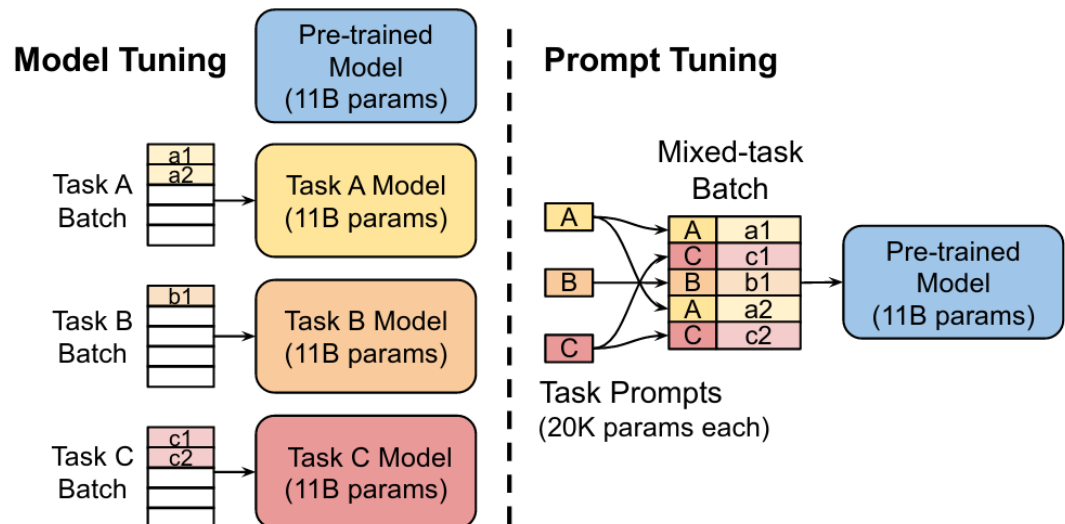 Model Tuning
Pre-trained
Model
(11B params)
Task A
Batch
a1
a2
Task A Model
(11B params)
Task B
Batch
b1
Task B Model
(11B params)
Task C
Batch
c1
c2
Task C Model
(11B params)
Prompt Tuning
Mixed-task
Batch
A
B
C
Task Prompts
(20K params each)
A a1
C c1
B b1
A a2
C c2
Pre-trained
Model
(11B params)